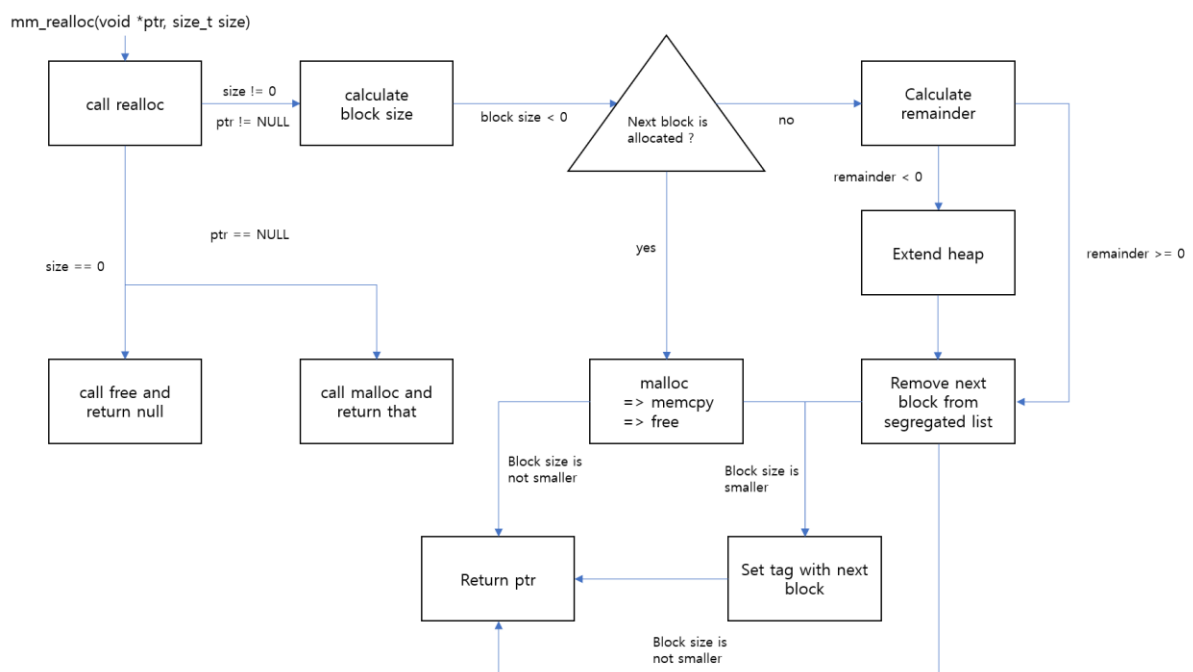 mm_realloc(void *ptr, size_t size)
call realloc
size != 0
ptr != NULL
calculate
block size
block size < 0
Next block is
allocated ?
no
Calculate
remainder
remainder < 0
remainder >= 0
Extend heap
yes
ptr == NULL
size == 0
call free and
return null
call malloc and
return that
malloc
=> memcpy
=> free
Remove next
block from
segregated list
Block size is
not smaller
Block size is
smaller
Return ptr
Set tag with next
block
Block size is
not smaller